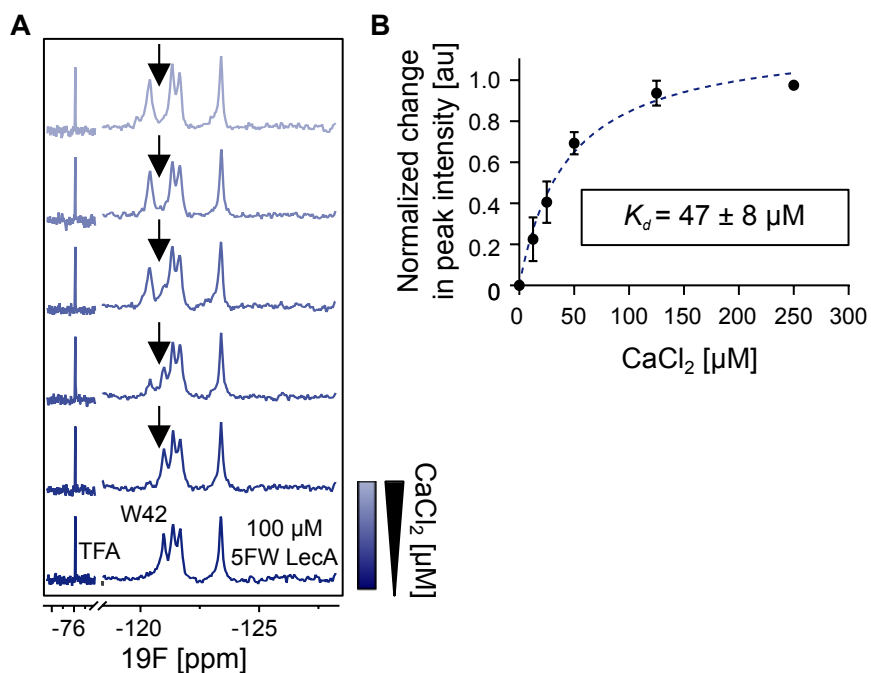 A
TFA
W42
100 µM
5FW LecA
-76
-120
-125
19F [ppm]
CaCl₂ [µM]
B
Normalized change
in peak intensity [au]
1.0
0.8
0.6
0.4
0.2
0
K_d = 47 ± 8 µM
0
50
100
150
200
250
300
CaCl₂ [µM]